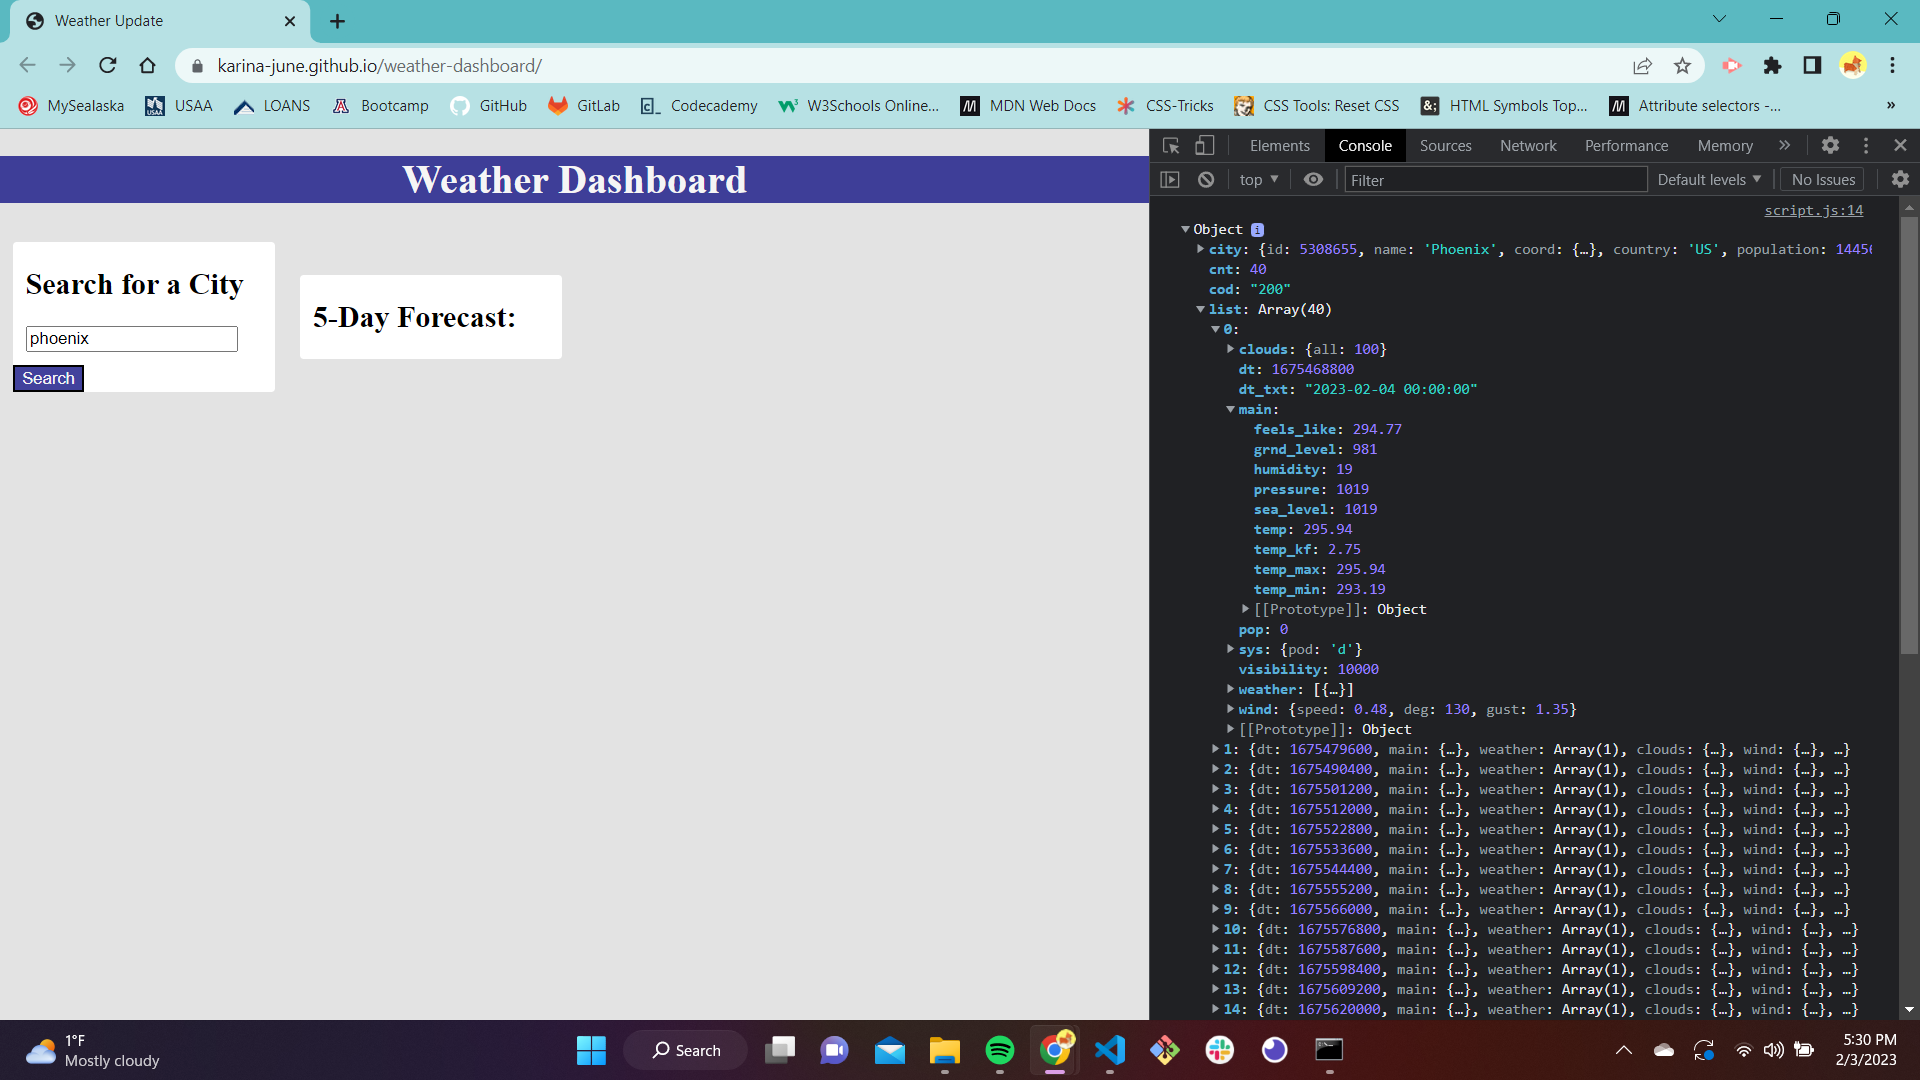 Weather Update
karina-june.github.io/weather-dashboard/
MySealaska USAA LOANS Bootcamp GitHub GitLab Codecademy W3Schools Online... MDN Web Docs CSS-Tricks CSS Tools: Reset CSS HTML Symbols Top... Attribute selectors -... »
Weather Dashboard
Search for a City
phoenix
Search
5-Day Forecast:
Elements Console Sources Network Performance Memory »
top Filter Default levels No Issues
script.js:14
Object i
city: {id: 5308655, name: 'Phoenix', coord: {…}, country: 'US', population: 1445
cnt: 40
cod: "200"
list: Array(40)
0:
clouds: {all: 100}
dt: 1675468800
dt_txt: "2023-02-04 00:00:00"
main:
feels_like: 294.77
grnd_level: 981
humidity: 19
pressure: 1019
sea_level: 1019
temp: 295.94
temp_kf: 2.75
temp_max: 295.94
temp_min: 293.19
[[Prototype]]: Object
pop: 0
sys: {pod: 'd'}
visibility: 10000
weather: [{…}]
wind: {speed: 0.48, deg: 130, gust: 1.35}
[[Prototype]]: Object
1: {dt: 1675479600, main: {…}, weather: Array(1), clouds: {…}, wind: {…}, …}
2: {dt: 1675490400, main: {…}, weather: Array(1), clouds: {…}, wind: {…}, …}
3: {dt: 1675501200, main: {…}, weather: Array(1), clouds: {…}, wind: {…}, …}
4: {dt: 1675512000, main: {…}, weather: Array(1), clouds: {…}, wind: {…}, …}
5: {dt: 1675522800, main: {…}, weather: Array(1), clouds: {…}, wind: {…}, …}
6: {dt: 1675533600, main: {…}, weather: Array(1), clouds: {…}, wind: {…}, …}
7: {dt: 1675544400, main: {…}, weather: Array(1), clouds: {…}, wind: {…}, …}
8: {dt: 1675555200, main: {…}, weather: Array(1), clouds: {…}, wind: {…}, …}
9: {dt: 1675566000, main: {…}, weather: Array(1), clouds: {…}, wind: {…}, …}
10: {dt: 1675576800, main: {…}, weather: Array(1), clouds: {…}, wind: {…}, …}
11: {dt: 1675587600, main: {…}, weather: Array(1), clouds: {…}, wind: {…}, …}
12: {dt: 1675598400, main: {…}, weather: Array(1), clouds: {…}, wind: {…}, …}
13: {dt: 1675609200, main: {…}, weather: Array(1), clouds: {…}, wind: {…}, …}
14: {dt: 1675620000, main: {…}, weather: Array(1), clouds: {…}, wind: {…}, …}
1°F
Mostly cloudy
Search
5:30 PM
2/3/2023